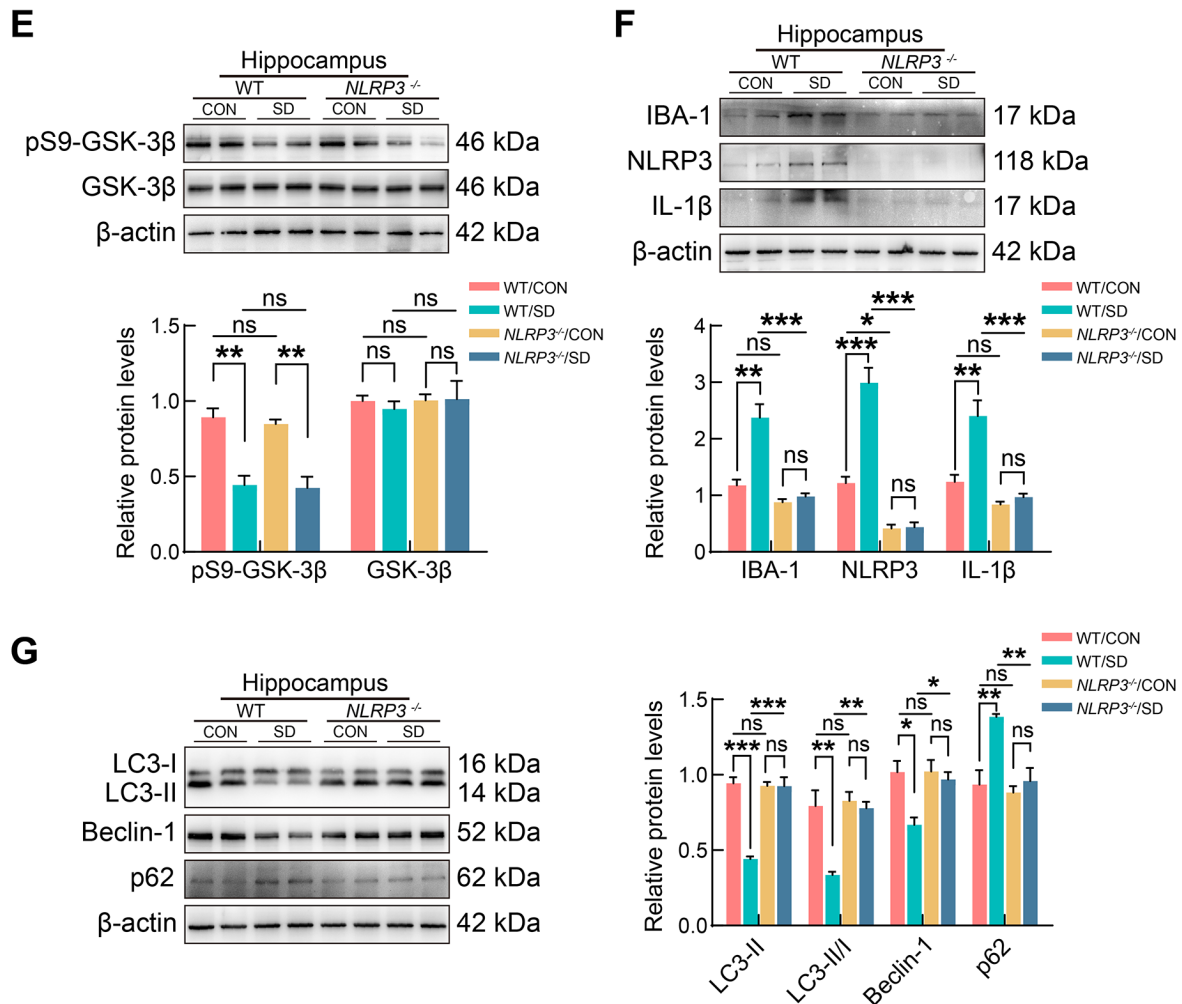 E
Hippocampus
WT NLRP3 -/-
CON SD CON SD
pS9-GSK-3β 46 kDa
GSK-3β 46 kDa
β-actin 42 kDa
WT/CON
WT/SD
NLRP3-/-/CON
NLRP3-/-/SD
Relative protein levels
1.5
1.0
0.5
0.0
ns
ns
** **
ns
ns
ns ns
pS9-GSK-3β GSK-3β
F
Hippocampus
WT NLRP3 -/-
CON SD CON SD
IBA-1 17 kDa
NLRP3 118 kDa
IL-1β 17 kDa
β-actin 42 kDa
WT/CON
WT/SD
NLRP3-/-/CON
NLRP3-/-/SD
Relative protein levels
4
3
2
1
0
***
ns
**
ns
***
*
***
ns
***
ns
**
ns
IBA-1 NLRP3 IL-1β
G
Hippocampus
WT NLRP3 -/-
CON SD CON SD
LC3-I 16 kDa
LC3-II 14 kDa
Beclin-1 52 kDa
p62 62 kDa
β-actin 42 kDa
WT/CON
WT/SD
NLRP3-/-/CON
NLRP3-/-/SD
Relative protein levels
1.5
1.0
0.5
0.0
***
ns
*** ns
**
ns
** ns
*
ns
* ns
**
ns
** ns
LC3-II LC3-II/I Beclin-1 p62